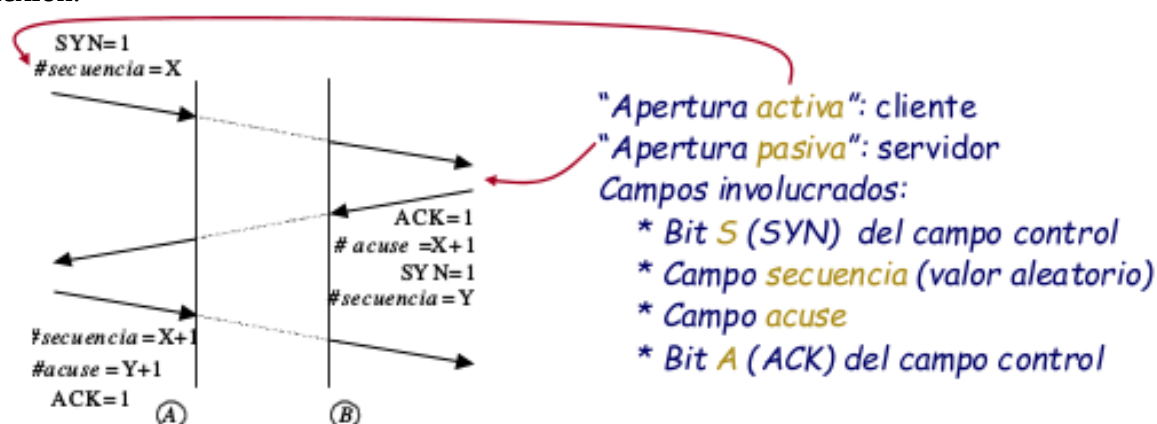 SYN=1
#secuencia=X
"Apertura activa": cliente
"Apertura pasiva": servidor
Campos involucrados:
* Bit S (SYN) del campo control
* Campo secuencia (valor aleatorio)
* Campo acuse
* Bit A (ACK) del campo control
ACK=1
# acuse =X+1
SYN=1
#secuencia=Y
#secuencia=X+1
#acuse=Y+1
ACK=1
A
B